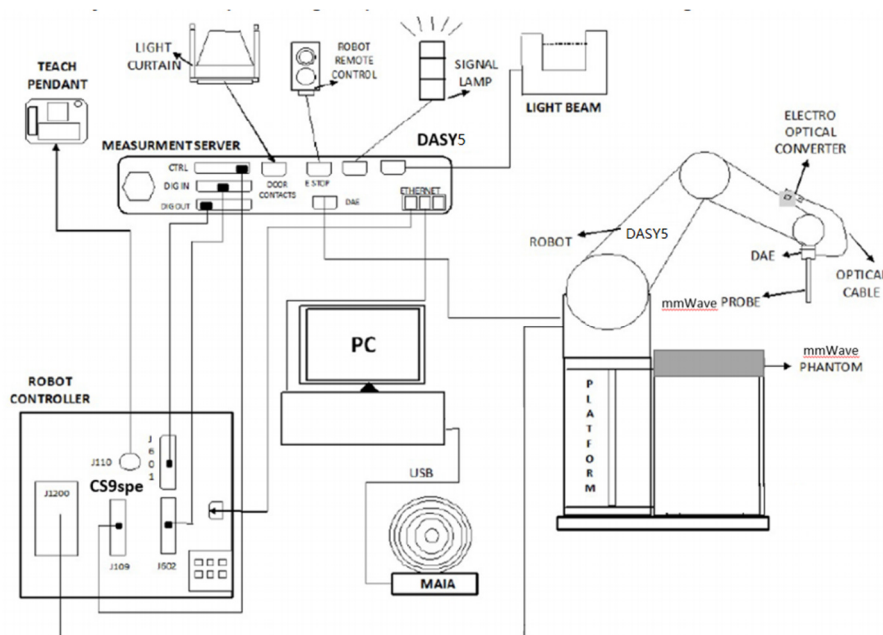 LIGHT
CURTAIN
ROBOT
REMOTE
CONTROL
SIGNAL
LAMP
LIGHT BEAM
TEACH
PENDANT
MEASURMENT SERVER
DASY5
CTRL
DIG IN
DIG OUT
DOOR
CONTACTS
E STOP
DAE
ETHERNET
ELECTRO
OPTICAL
CONVERTER
ROBOT
DASY5
DAE
OPTICAL
CABLE
mmWave PROBE
mmWave
PHANTOM
PLATFORM
PC
USB
MAIA
ROBOT
CONTROLLER
J110
J601
CS9spe
J1200
J109
J602